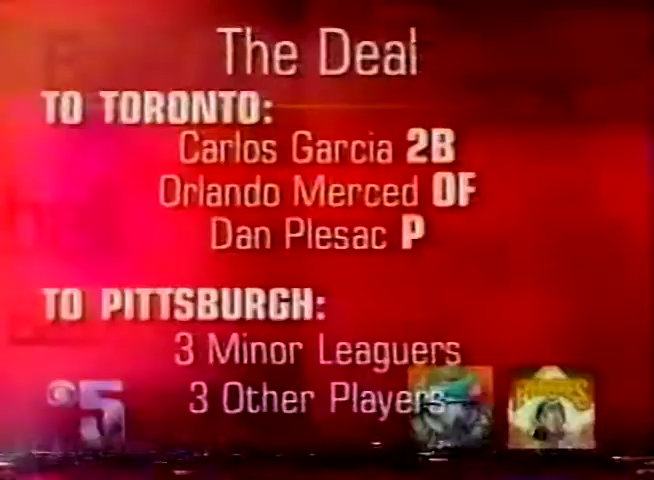 The Deal
TO TORONTO:
Carlos Garcia 2B
Orlando Merced OF
Dan Plesac P
TO PITTSBURGH:
3 Minor Leaguers
3 Other Players
5